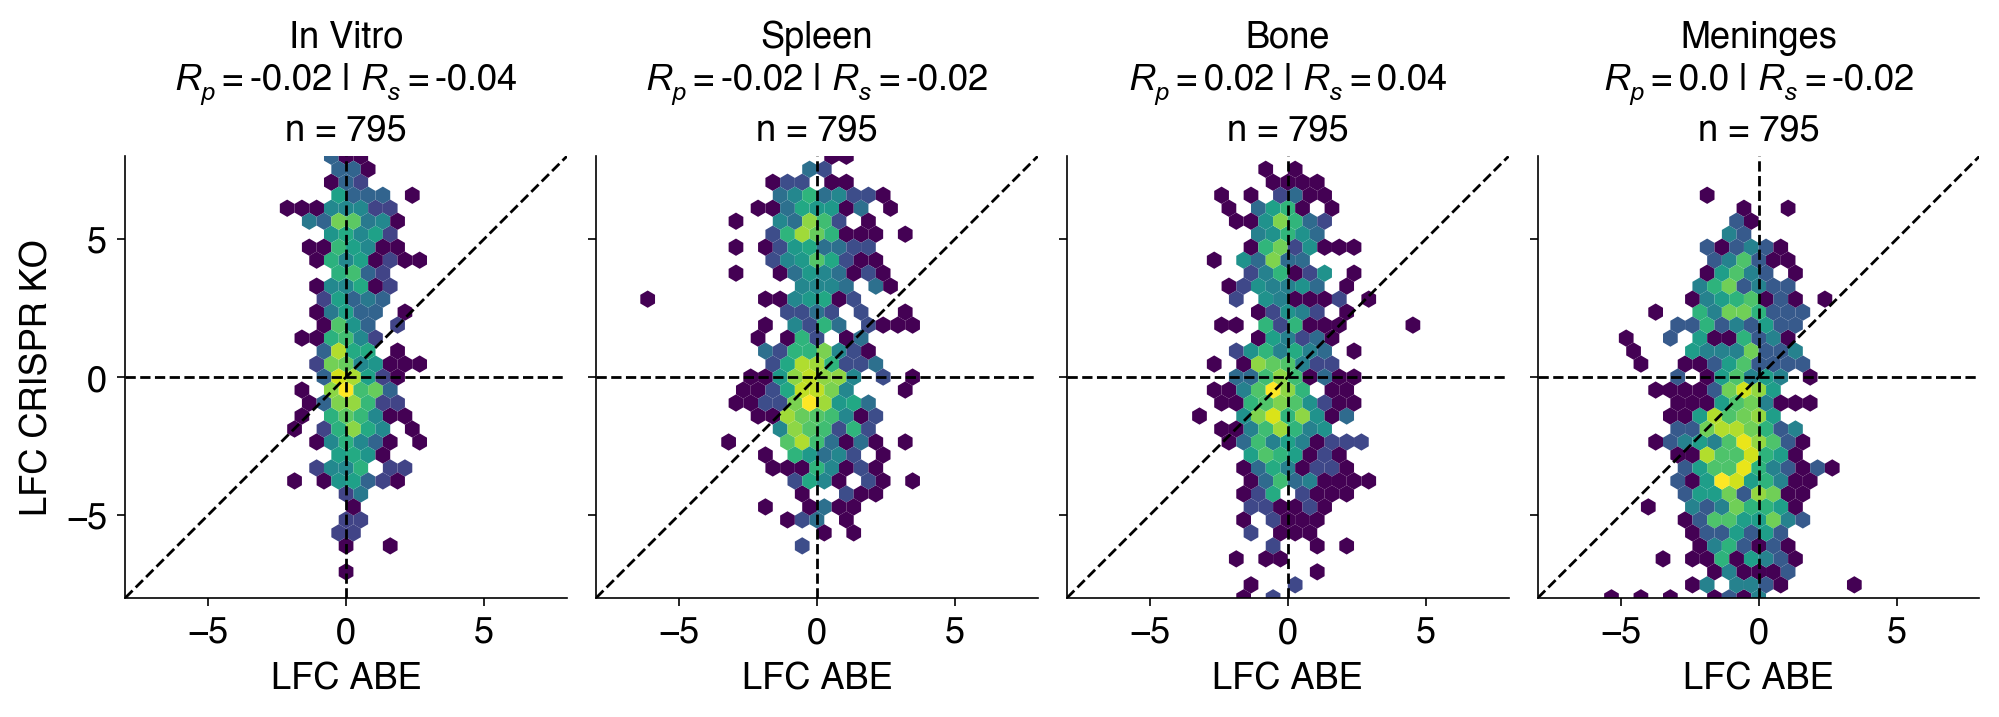 In Vitro
Rp = -0.02 | Rs = -0.04
n = 795
Spleen
Rp = -0.02 | Rs = -0.02
n = 795
Bone
Rp = 0.02 | Rs = 0.04
n = 795
Meninges
Rp = 0.0 | Rs = -0.02
n = 795
LFC CRISPR KO
5
0
−5
−5 0 5
LFC ABE
−5 0 5
LFC ABE
−5 0 5
LFC ABE
−5 0 5
LFC ABE